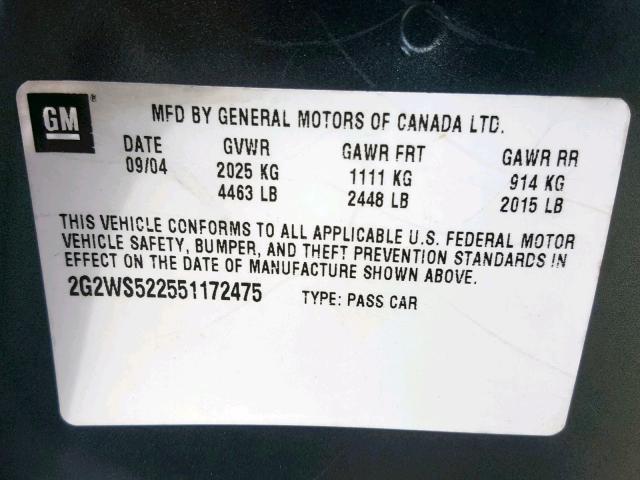 GM®
MFD BY GENERAL MOTORS OF CANADA LTD.
DATE GVWR GAWR FRT GAWR RR
09/04 2025 KG 1111 KG 914 KG
4463 LB 2448 LB 2015 LB
THIS VEHICLE CONFORMS TO ALL APPLICABLE U.S. FEDERAL MOTOR
VEHICLE SAFETY, BUMPER, AND THEFT PREVENTION STANDARDS IN
EFFECT ON THE DATE OF MANUFACTURE SHOWN ABOVE.
2G2WS522551172475 TYPE: PASS CAR